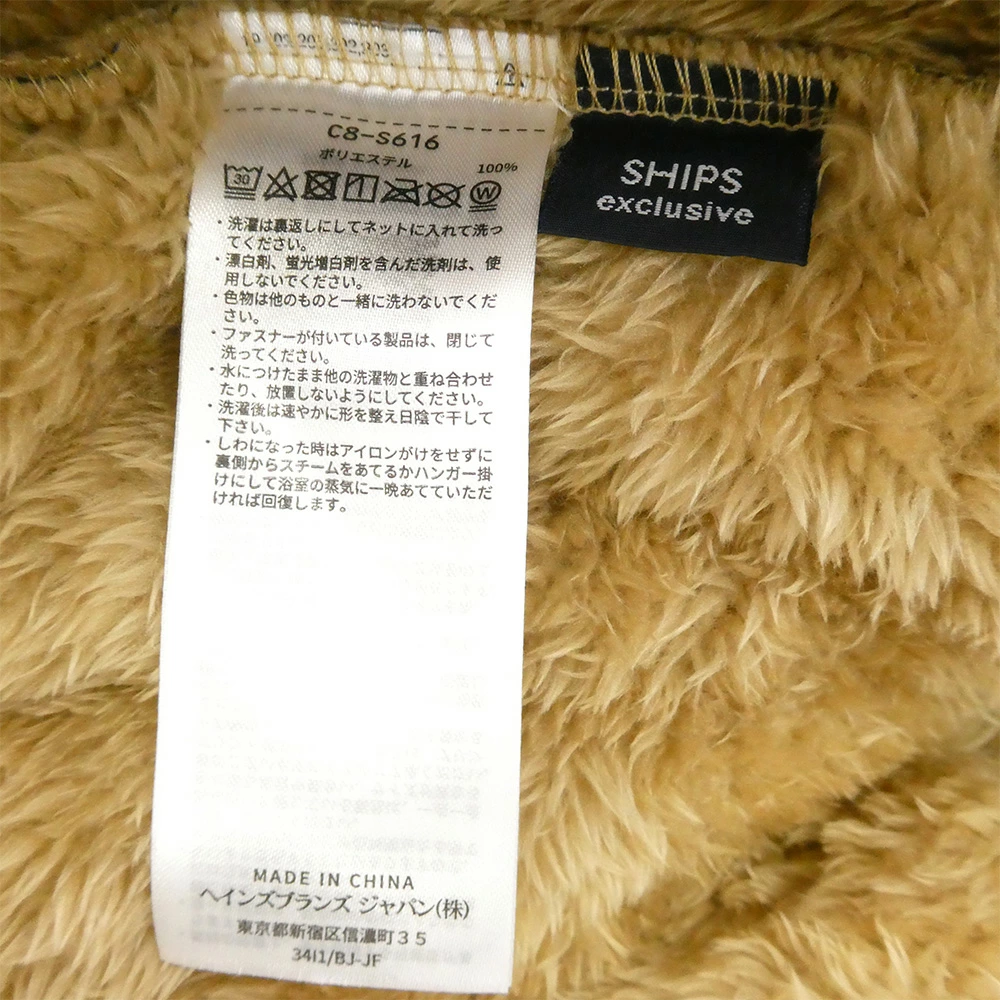 C8-S616
ポリエステル
100%
30
W
・洗濯は裏返しにしてネットに入れて洗っ
てください。
・漂白剤、蛍光増白剤を含んだ洗剤は、使
用しないでください。
・色物は他のものと一緒に洗わないでくだ
さい。
・ファスナーが付いている製品は、閉じて
洗ってください。
・水につけたまま他の洗濯物と重ね合わせ
たり、放置しないようにしてください。
・洗濯後は速やかに形を整え日陰で干して
下さい。
・しわになった時はアイロンがけをせずに
裏側からスチームをあてるかハンガー掛
けにして浴室の蒸気に一晩あてていただ
ければ回復します。
MADE IN CHINA
ヘインズブランズ ジャパン(株)
東京都新宿区信濃町35
34I1/BJ-JF
SHIPS
exclusive